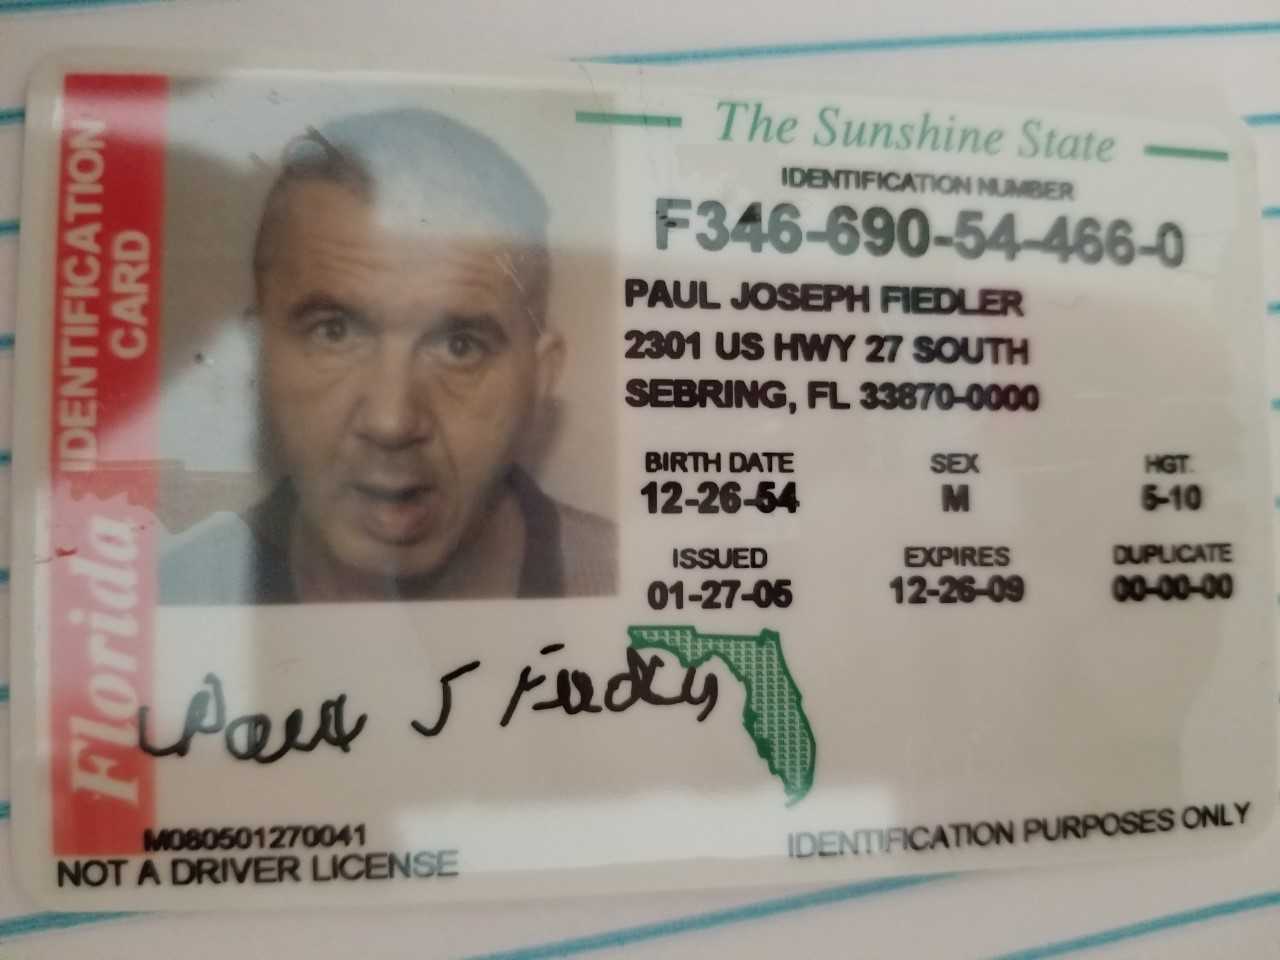 The Sunshine State
IDENTIFICATION CARD
Florida
IDENTIFICATION NUMBER
F346-690-54-466-0
PAUL JOSEPH FIEDLER
2301 US HWY 27 SOUTH
SEBRING, FL 33870-0000
BIRTH DATE SEX HGT.
12-26-54 M 5-10
ISSUED EXPIRES DUPLICATE
01-27-05 12-26-09 00-00-00
Paul J Fiedler
M080501270041
NOT A DRIVER LICENSE
IDENTIFICATION PURPOSES ONLY